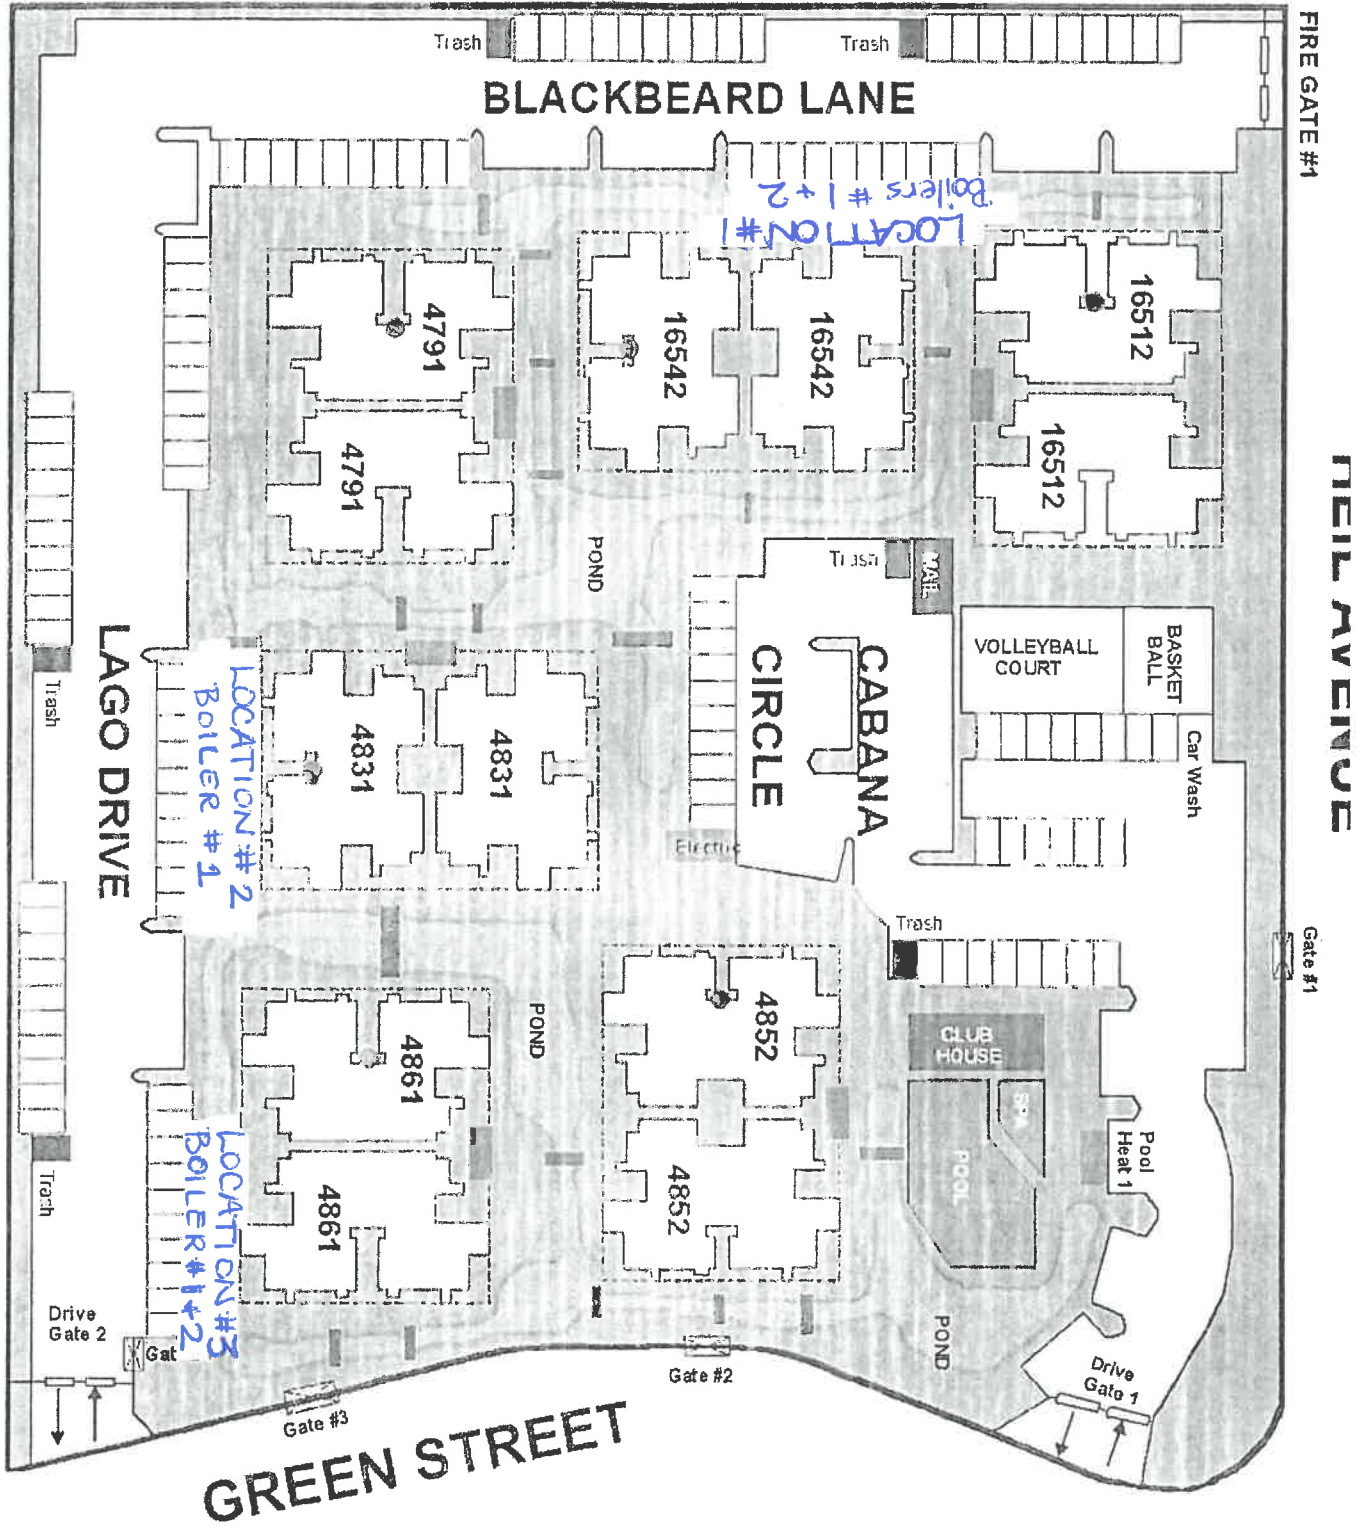 FIRE GATE #1
Trash
Trash
BLACKBEARD LANE
Boilers #1+2
LOCATION #1
4791
4791
16542
16542
16512
16512
POND
Trash
MAIL
VOLLEYBALL
COURT
BASKET
BALL
Car Wash
CABANA
CIRCLE
Electric
LAGO DRIVE
Trash
LOCATION #2
BOILER #1
4831
4831
Trash
Gate #1
CLUB
HOUSE
SPA
POOL
Pool
Heat 1
POND
4852
4852
4861
4861
LOCATION #3
BOILER #1+2
Trash
Drive
Gate 2
Gat
Gate #3
Gate #2
POND
Drive
Gate 1
GREEN STREET